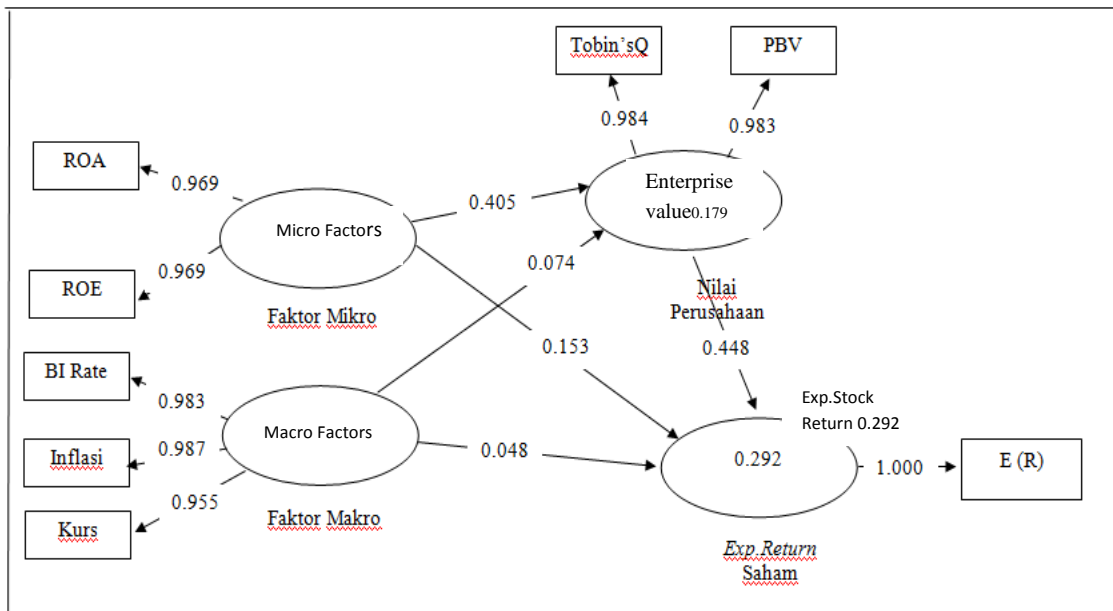 Tobin'sQ
PBV
0.984
0.983
ROA
0.969
Enterprise
value0.179
0.405
Micro Factors
0.969
0.074
ROE
Faktor Mikro
Nilai
Perusahaan
0.153
0.448
BI Rate
0.983
Exp.Stock
Return 0.292
Macro Factors
0.987
Inflasi
0.048
0.292
1.000
E (R)
0.955
Kurs
Faktor Makro
Exp.Return
Saham